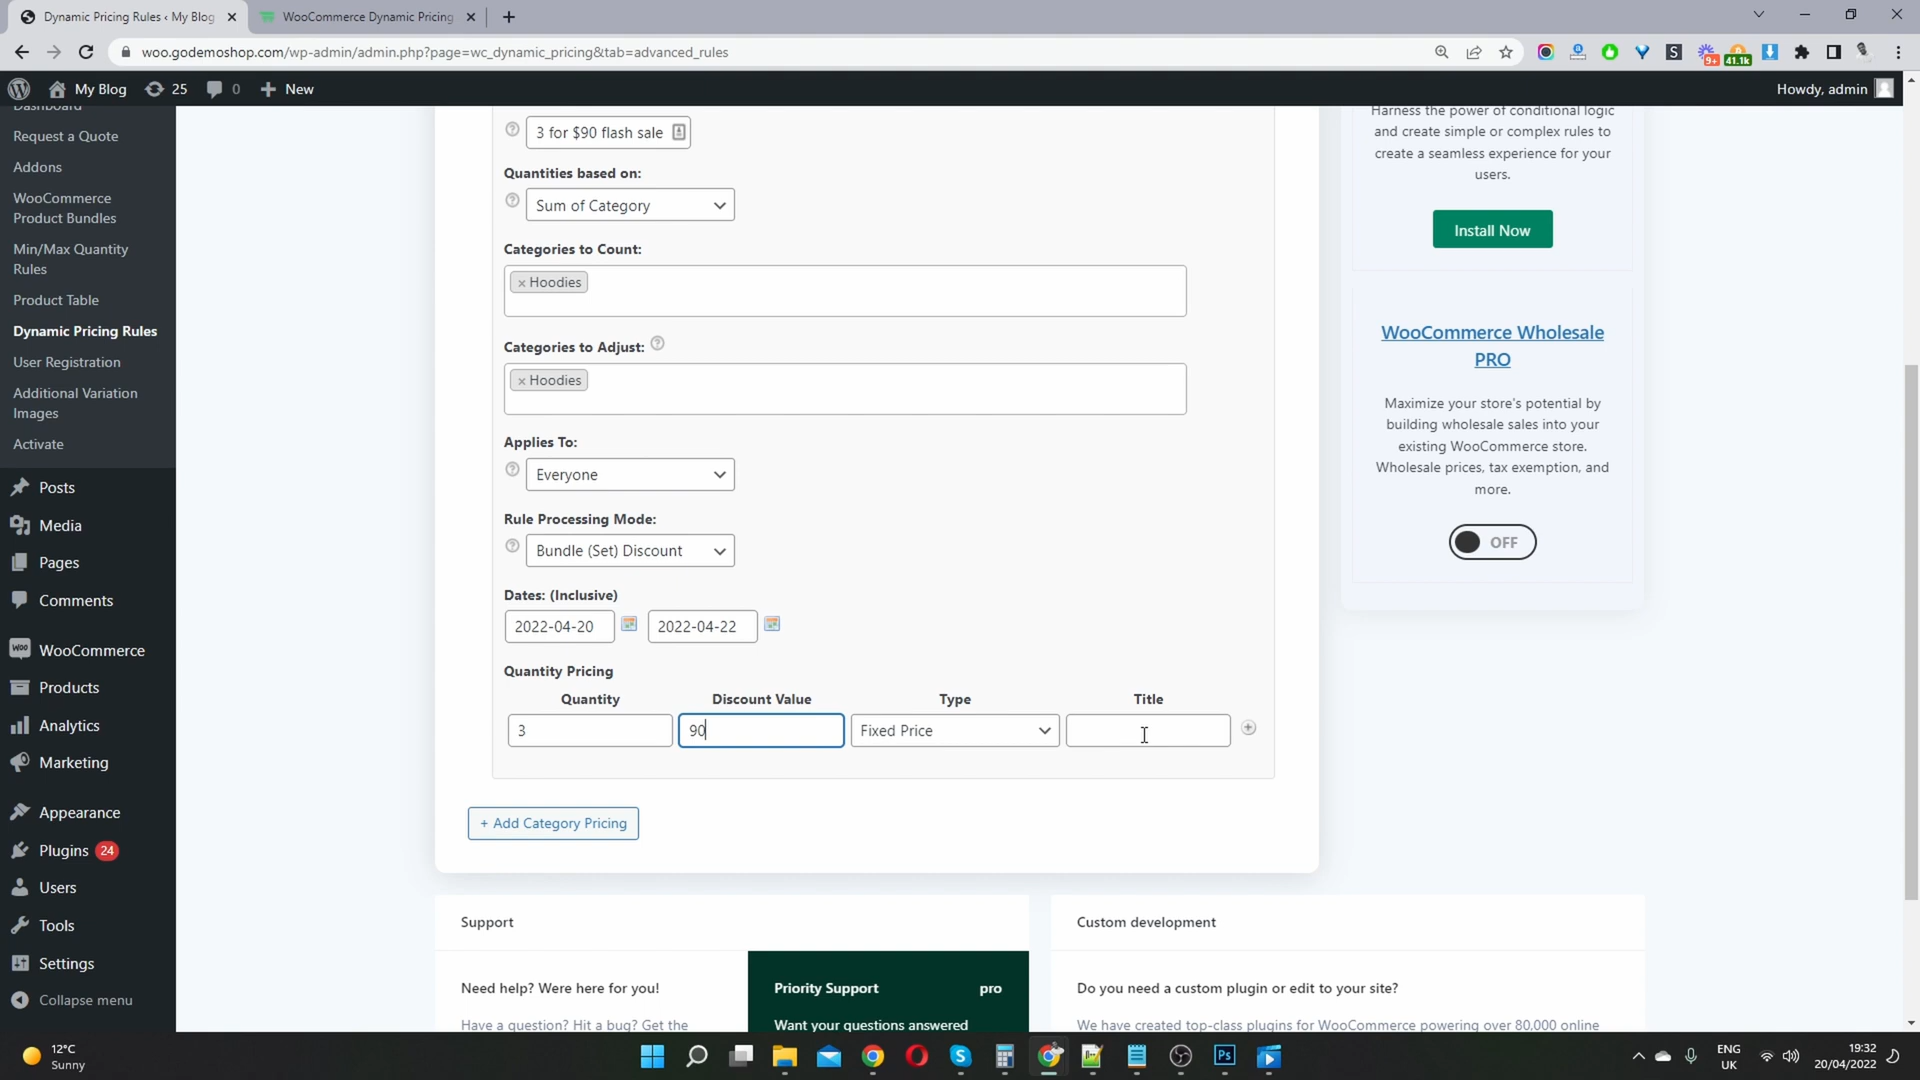 Dynamic Pricing Rules ‹ My Blog
WooCommerce Dynamic Pricing
woo.godemoshop.com/wp-admin/admin.php?page=wc_dynamic_pricing&tab=advanced_rules
9+
41.1k
My Blog
25
0
New
Howdy, admin
Dashboard
Request a Quote
Addons
WooCommerce
Product Bundles
Min/Max Quantity
Rules
Product Table
Dynamic Pricing Rules
User Registration
Additional Variation
Images
Activate
Posts
Media
Pages
Comments
WooCommerce
Products
Analytics
Marketing
Appearance
Plugins 24
Users
Tools
Settings
Collapse menu
3 for $90 flash sale
Quantities based on:
Sum of Category
Categories to Count:
× Hoodies
Categories to Adjust:
× Hoodies
Applies To:
Everyone
Rule Processing Mode:
Bundle (Set) Discount
Dates: (Inclusive)
2022-04-20
2022-04-22
Quantity Pricing
Quantity
Discount Value
Type
Title
3
90
Fixed Price
+ Add Category Pricing
Harness the power of conditional logic
and create simple or complex rules to
create a seamless experience for your
users.
Install Now
WooCommerce Wholesale
PRO
Maximize your store's potential by
building wholesale sales into your
existing WooCommerce store.
Wholesale prices, tax exemption, and
more.
OFF
Support
Need help? Were here for you!
Have a question? Hit a bug? Get the
Priority Support
pro
Want your questions answered
Custom development
Do you need a custom plugin or edit to your site?
We have created top-class plugins for WooCommerce powering over 80,000 online
12°C
Sunny
ENG
UK
19:32
20/04/2022